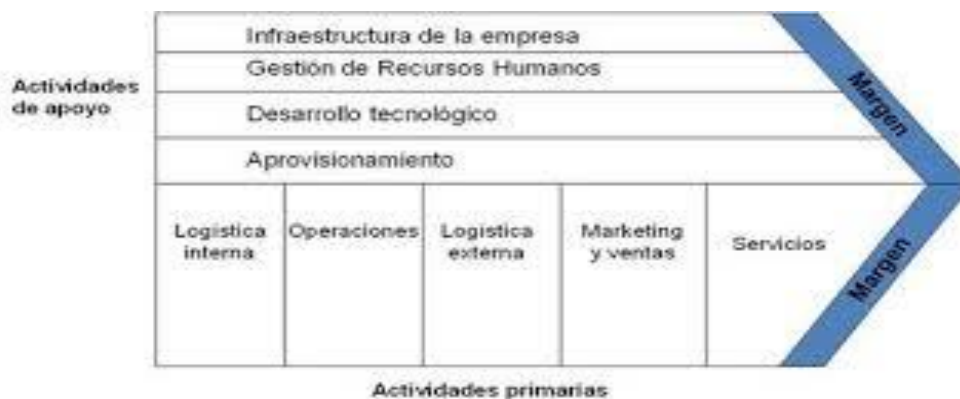 Infraestructura de la empresa
Gestión de Recursos Humanos
Actividades
de apoyo
Desarrollo tecnológico
Aprovisionamiento
Margen
Logística
interna
Operaciones
Logística
externa
Marketing
y ventas
Servicios
Margen
Actividades primarias